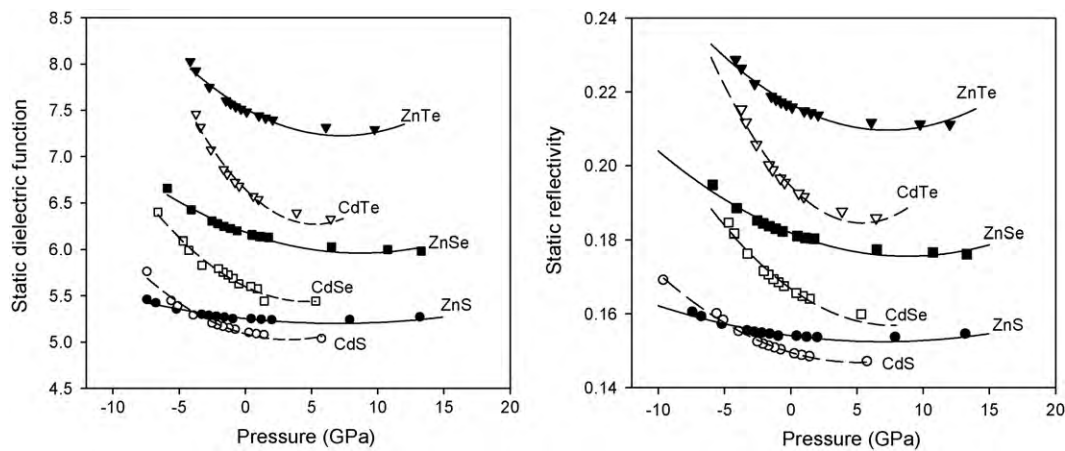 8.5
8.0
7.5
7.0
6.5
6.0
5.5
5.0
4.5
Static dielectric function
ZnTe
CdTe
ZnSe
CdSe
ZnS
CdS
-10 -5 0 5 10 15 20
Pressure (GPa)
0.24
0.22
0.20
0.18
0.16
0.14
Static reflectivity
ZnTe
CdTe
ZnSe
CdSe
ZnS
CdS
-10 -5 0 5 10 15 20
Pressure (GPa)